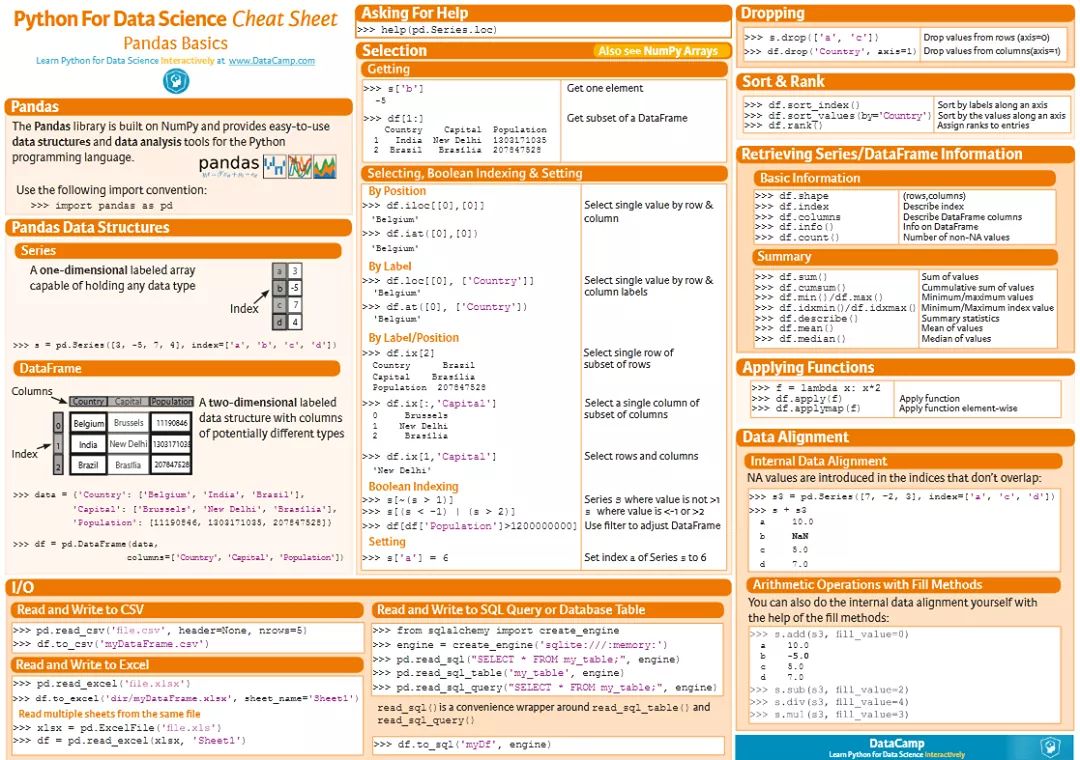 Python For Data Science Cheat Sheet
Pandas Basics
Learn Python for Data Science Interactively at www.DataCamp.com
Pandas
The Pandas library is built on NumPy and provides easy-to-use
data structures and data analysis tools for the Python
programming language.
pandas
Use the following import convention:
>>> import pandas as pd
Pandas Data Structures
Series
A one-dimensional labeled array
capable of holding any data type
Index
a 3
b -5
c 7
d 4
>>> s = pd.Series([3, -5, 7, 4], index=['a', 'b', 'c', 'd'])
DataFrame
Columns
Country Capital Population
0 Belgium Brussels 11190846
1 India New Delhi 1303171035
2 Brazil Brasília 207847528
Index
A two-dimensional labeled
data structure with columns
of potentially different types
>>> data = {'Country': ['Belgium', 'India', 'Brazil'],
'Capital': ['Brussels', 'New Delhi', 'Brasília'],
'Population': [11190846, 1303171035, 207847528]}
>>> df = pd.DataFrame(data,
columns=['Country', 'Capital', 'Population'])
Asking For Help
>>> help(pd.Series.loc)
Selection
Also see NumPy Arrays
Getting
>>> s['b'] Get one element
-5
>>> df[1:] Get subset of a DataFrame
Country Capital Population
1 India New Delhi 1303171035
2 Brazil Brasília 207847528
Selecting, Boolean Indexing & Setting
By Position
>>> df.iloc[[0],[0]] Select single value by row &
'Belgium' column
>>> df.iat([0],[0])
'Belgium'
By Label
>>> df.loc[[0], ['Country']] Select single value by row &
'Belgium' column labels
>>> df.at([0], ['Country'])
'Belgium'
By Label/Position
>>> df.ix[2] Select single row of
Country Brazil subset of rows
Capital Brasília
Population 207847528
>>> df.ix[:,'Capital'] Select a single column of
0 Brussels subset of columns
1 New Delhi
2 Brasília
>>> df.ix[1,'Capital'] Select rows and columns
'New Delhi'
Boolean Indexing
>>> s[~(s > 1)] Series s where value is not >1
>>> s[(s < -1) | (s > 2)] s where value is <-1 or >2
>>> df[df['Population']>1200000000] Use filter to adjust DataFrame
Setting
>>> s['a'] = 6 Set index a of Series s to 6
I/O
Read and Write to CSV
>>> pd.read_csv('file.csv', header=None, nrows=5)
>>> df.to_csv('myDataFrame.csv')
Read and Write to Excel
>>> pd.read_excel('file.xlsx')
>>> df.to_excel('dir/myDataFrame.xlsx', sheet_name='Sheet1')
Read multiple sheets from the same file
>>> xlsx = pd.ExcelFile('file.xls')
>>> df = pd.read_excel(xlsx, 'Sheet1')
Read and Write to SQL Query or Database Table
>>> from sqlalchemy import create_engine
>>> engine = create_engine('sqlite:///:memory:')
>>> pd.read_sql("SELECT * FROM my_table;", engine)
>>> pd.read_sql_table('my_table', engine)
>>> pd.read_sql_query("SELECT * FROM my_table;", engine)
read_sql() is a convenience wrapper around read_sql_table() and
read_sql_query()
>>> df.to_sql('myDf', engine)
Dropping
>>> s.drop(['a', 'c']) Drop values from rows (axis=0)
>>> df.drop('Country', axis=1) Drop values from columns(axis=1)
Sort & Rank
>>> df.sort_index() Sort by labels along an axis
>>> df.sort_values(by='Country') Sort by the values along an axis
>>> df.rank() Assign ranks to entries
Retrieving Series/DataFrame Information
Basic Information
>>> df.shape (rows,columns)
>>> df.index Describe index
>>> df.columns Describe DataFrame columns
>>> df.info() Info on DataFrame
>>> df.count() Number of non-NA values
Summary
>>> df.sum() Sum of values
>>> df.cumsum() Cummulative sum of values
>>> df.min()/df.max() Minimum/maximum values
>>> df.idxmin()/df.idxmax() Minimum/Maximum index value
>>> df.describe() Summary statistics
>>> df.mean() Mean of values
>>> df.median() Median of values
Applying Functions
>>> f = lambda x: x*2
>>> df.apply(f) Apply function
>>> df.applymap(f) Apply function element-wise
Data Alignment
Internal Data Alignment
NA values are introduced in the indices that don't overlap:
>>> s3 = pd.Series([7, -2, 3], index=['a', 'c', 'd'])
>>> s + s3
a 10.0
b NaN
c 5.0
d 7.0
Arithmetic Operations with Fill Methods
You can also do the internal data alignment yourself with
the help of the fill methods:
>>> s.add(s3, fill_value=0)
a 10.0
b -5.0
c 5.0
d 7.0
>>> s.sub(s3, fill_value=2)
>>> s.div(s3, fill_value=4)
>>> s.mul(s3, fill_value=3)
DataCamp
Learn Python for Data Science Interactively